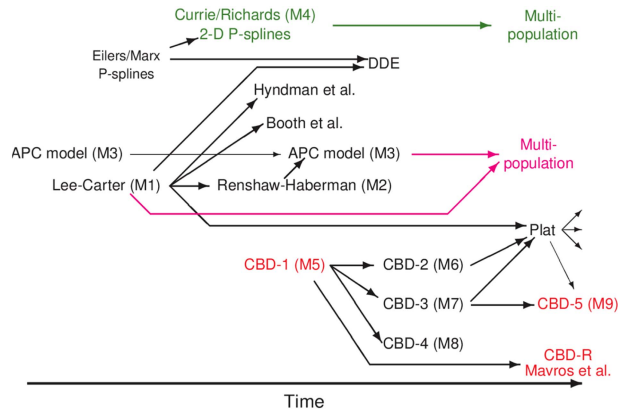 Currie/Richards (M4)
2-D P-splines
Multi-
population
Eilers/Marx
P-splines
DDE
Hyndman et al.
Booth et al.
APC model (M3)
APC model (M3)
Multi-
population
Lee-Carter (M1)
Renshaw-Haberman (M2)
Plat
CBD-1 (M5)
CBD-2 (M6)
CBD-3 (M7)
CBD-5 (M9)
CBD-4 (M8)
CBD-R
Mavros et al.
Time